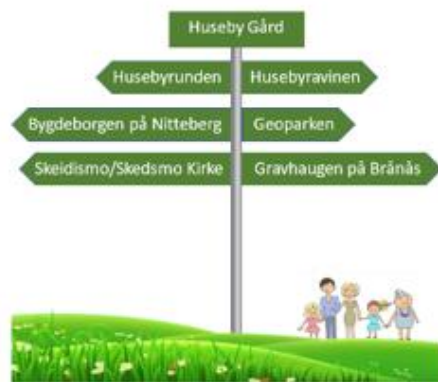 Huseby Gård
Husebyrunden Husebyravinen
Bygdeborgen på Nitteberg Geoparken
Skeidismo/Skedsmo Kirke Gravhaugen på Brånås